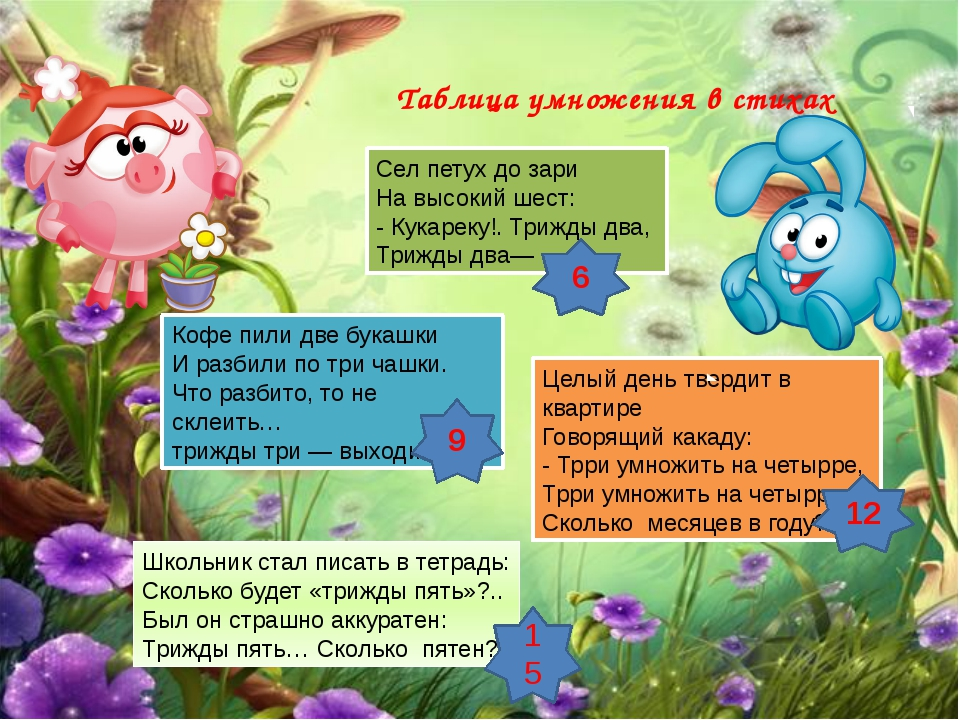 Таблица умножения в стихах
Сел петух до зари
На высокий шест:
- Кукареку!. Трижды два,
Трижды два—
6
Кофе пили две букашки
И разбили по три чашки.
Что разбито, то не
склеить…
трижды три — выходи
9
Целый день твердит в
квартире
Говорящий какаду:
- Трри умножить на четырре,
Трри умножить на четырр
Сколько месяцев в году?
12
Школьник стал писать в тетрадь:
Сколько будет «трижды пять»?..
Был он страшно аккуратен:
Трижды пять… Сколько пятен?
1
5